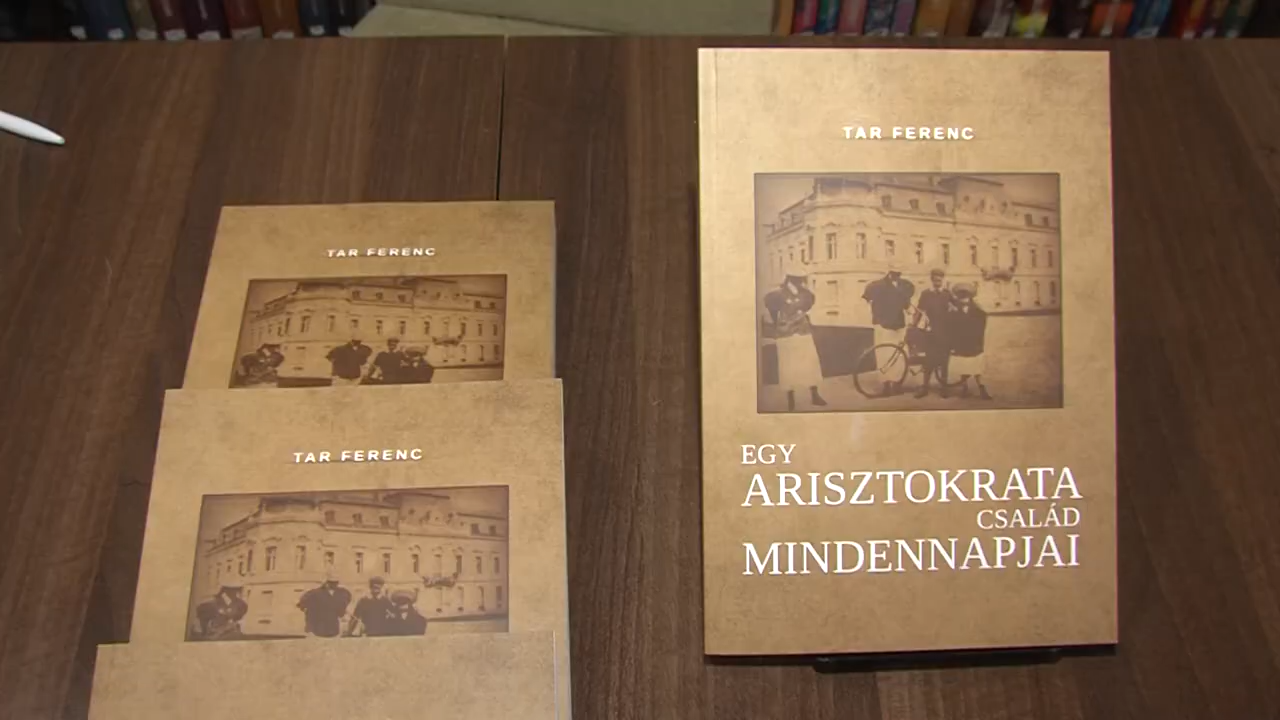 TAR FERENC
TAR FERENC
TAR FERENC
EGY
ARISZTOKRATA
CSALÁD
MINDENNAPJAI